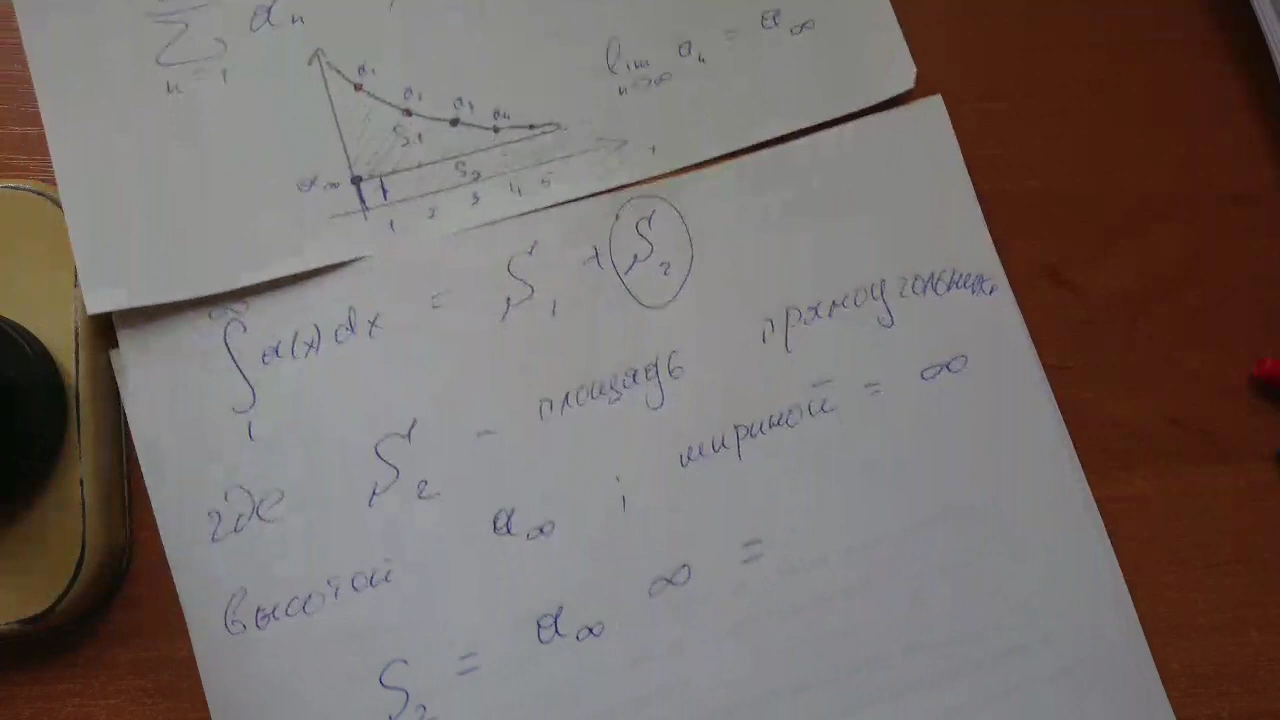 ∑ aₙ
n=1
lim aₙ = a∞
n→∞
a₁ a₂ a₃ a₄
S₁
a∞ S₂
1 2 3 4 5
∞
∫ a(x) dx = S₁ + S₂
1
где S₂ - площадь прямоугольника
высотой a∞ і шириной = ∞
S₂ = a∞ ∞ =